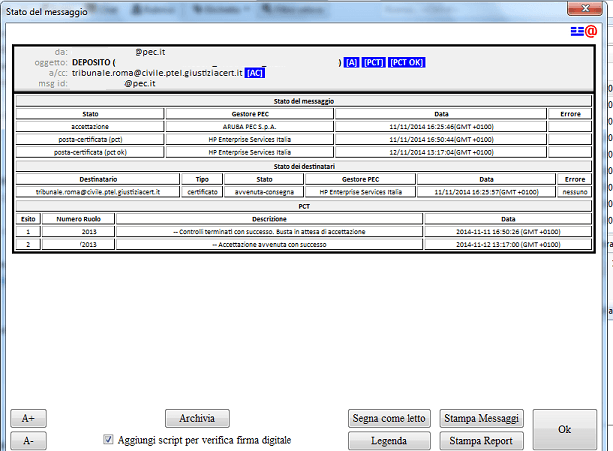 Stato del messaggio
da: @pec.it
oggetto: DEPOSITO ( _ _ ) [A] [PCT] [PCT OK]
a/cc: tribunale.roma@civile.ptel.giustiziacert.it [AC]
msg id: @pec.it
Stato del messaggio
Stato Gestore PEC Data Errore
accettazione ARUBA PEC S.p.A. 11/11/2014 16:25:46(GMT +0100)
posta-certificata (pct) HP Enterprise Services Italia 11/11/2014 16:50:44(GMT +0100)
posta-certificata (pct ok) HP Enterprise Services Italia 12/11/2014 13:17:04(GMT +0100)
Stato dei destinatari
Destinatario Tipo Stato Gestore PEC Data Errore
tribunale.roma@civile.ptel.giustiziacert.it certificato avvenuta-consegna HP Enterprise Services Italia 11/11/2014 16:25:57(GMT +0100) nessuno
PCT
Esito Numero Ruolo Descrizione Data
1 2013 -- Controlli terminati con successo. Busta in attesa di accettazione 2014-11-11 16:50:26 (GMT +0100)
2 /2013 -- Accettazione avvenuta con successo 2014-11-12 13:17:00 (GMT +0100)
A+ Archivia Segna come letto Stampa Messaggi Ok
A- Aggiungi script per verifica firma digitale Legenda Stampa Report